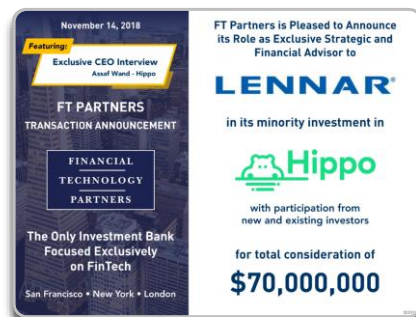 November 14, 2018
Featuring:
Exclusive CEO Interview
Assaf Wand - Hippo
FT PARTNERS
TRANSACTION ANNOUNCEMENT
FINANCIAL
TECHNOLOGY
PARTNERS
The Only Investment Bank
Focused Exclusively
on FinTech
San Francisco • New York • London
FT Partners is Pleased to Announce
its Role as Exclusive Strategic and
Financial Advisor to
LENNAR®
in its minority investment in
Hippo
with participation from
new and existing investors
for total consideration of
$70,000,000